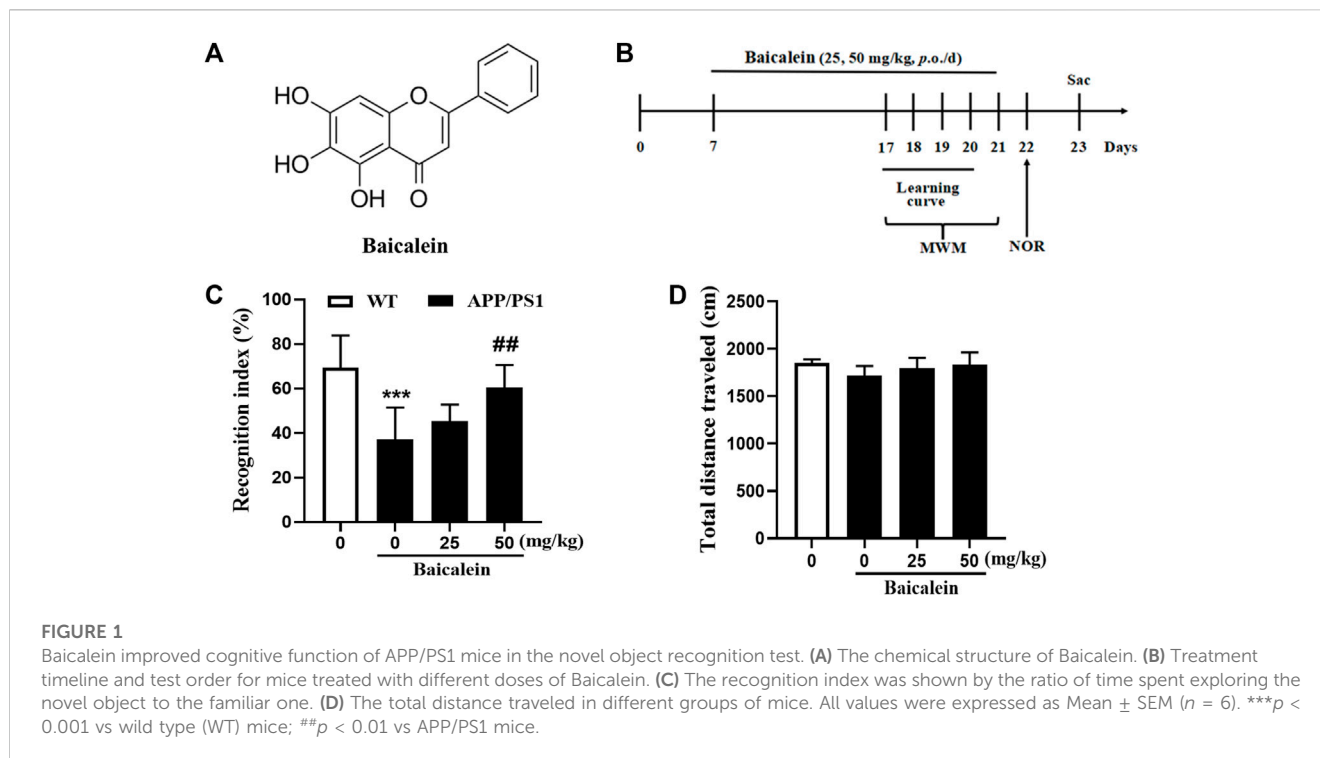 A
HO
HO
OH
O
O
Baicalein
B
Baicalein (25, 50 mg/kg, p.o./d)
Sac
0 7 17 18 19 20 21 22 23 Days
Learning
curve
MWM
NOR
C
WT APP/PS1
Recognition index (%)
100
80
60
40
20
0
##
***
0 0 25 50 (mg/kg)
Baicalein
D
Total distance traveled (cm)
2500
2000
1500
1000
500
0
0 0 25 50 (mg/kg)
Baicalein
FIGURE 1
Baicalein improved cognitive function of APP/PS1 mice in the novel object recognition test. (A) The chemical structure of Baicalein. (B) Treatment
timeline and test order for mice treated with different doses of Baicalein. (C) The recognition index was shown by the ratio of time spent exploring the
novel object to the familiar one. (D) The total distance traveled in different groups of mice. All values were expressed as Mean ± SEM (n = 6). ***p <
0.001 vs wild type (WT) mice; ##p < 0.01 vs APP/PS1 mice.